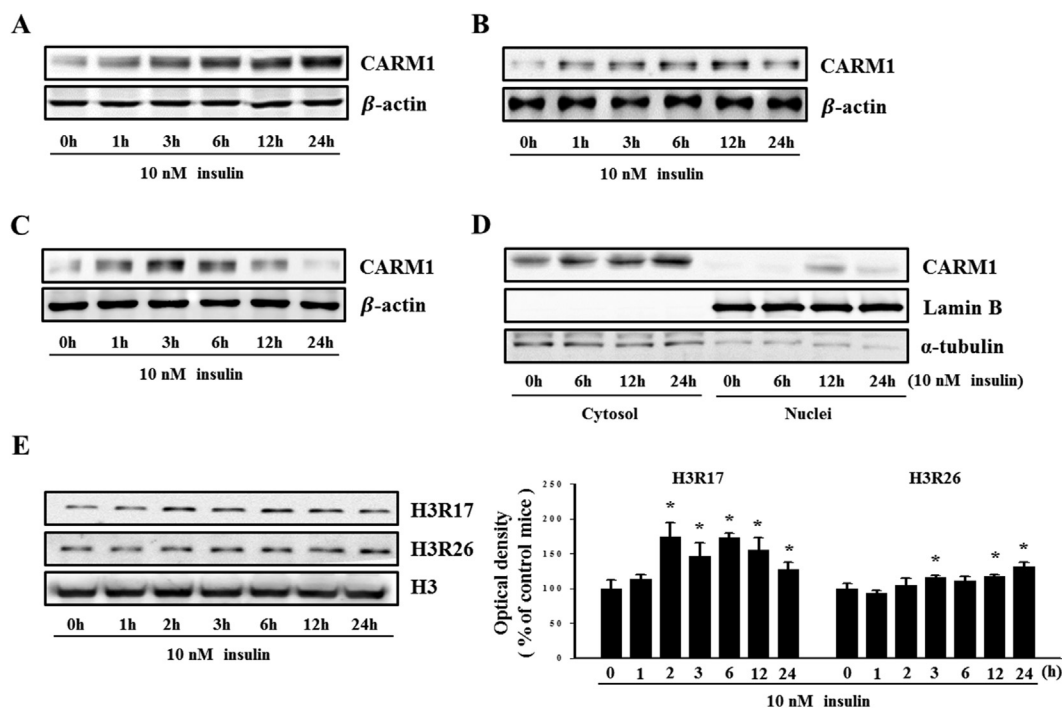 A
CARM1
β-actin
0h 1h 3h 6h 12h 24h
10 nM insulin
B
CARM1
β-actin
0h 1h 3h 6h 12h 24h
10 nM insulin
C
CARM1
β-actin
0h 1h 3h 6h 12h 24h
10 nM insulin
D
CARM1
Lamin B
α-tubulin
0h 6h 12h 24h 0h 6h 12h 24h (10 nM insulin)
Cytosol Nuclei
E
H3R17
H3R26
H3
0h 1h 2h 3h 6h 12h 24h
10 nM insulin
H3R17 H3R26
Optical density
( % of control mice )
250
200
150
100
50
0
* * * * * * * *
0 1 2 3 6 12 24 0 1 2 3 6 12 24 (h)
10 nM insulin